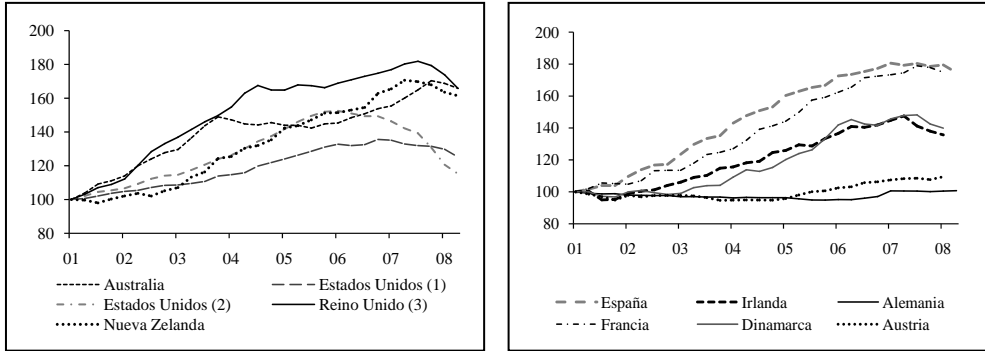 200
180
160
140
120
100
80
01 02 03 04 05 06 07 08
Australia Estados Unidos (1)
Estados Unidos (2) Reino Unido (3)
Nueva Zelanda
200
180
160
140
120
100
80
01 02 03 04 05 06 07 08
España Irlanda Alemania
Francia Dinamarca Austria